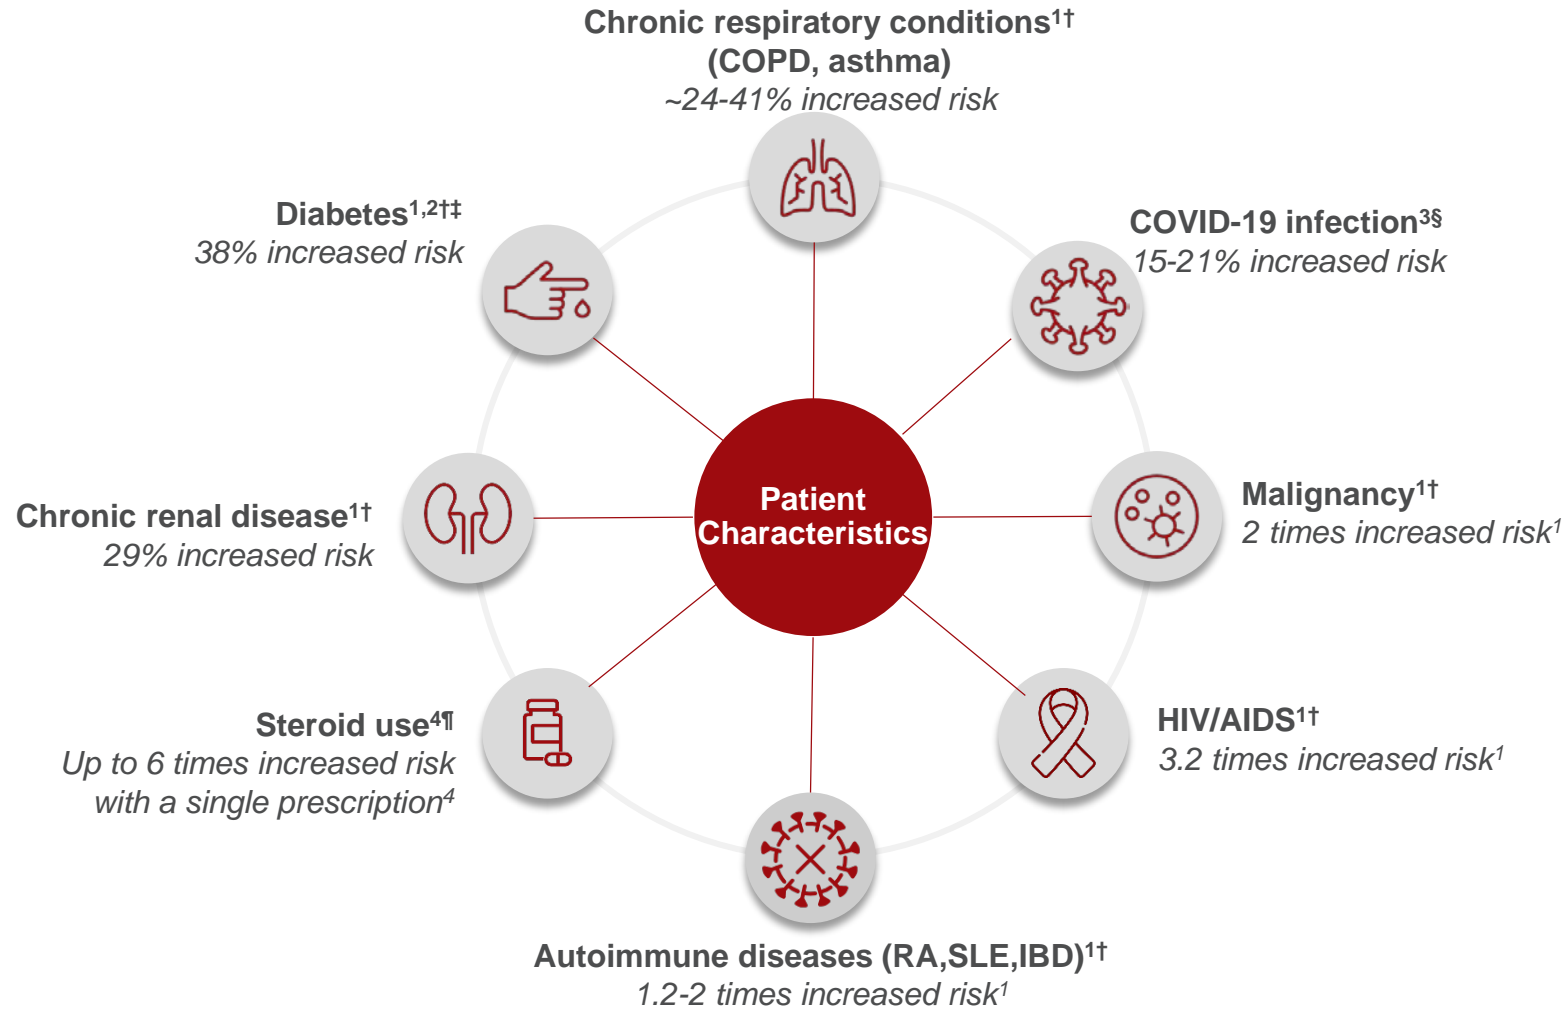 Chronic respiratory conditions¹†
(COPD, asthma)
~24-41% increased risk
Diabetes¹,²†‡
38% increased risk
COVID-19 infection³§
15-21% increased risk
Chronic renal disease¹†
29% increased risk
Patient
Characteristics
Malignancy¹†
2 times increased risk¹
Steroid use⁴¶
Up to 6 times increased risk
with a single prescription⁴
HIV/AIDS¹†
3.2 times increased risk¹
Autoimmune diseases (RA,SLE,IBD)¹†
1.2-2 times increased risk¹